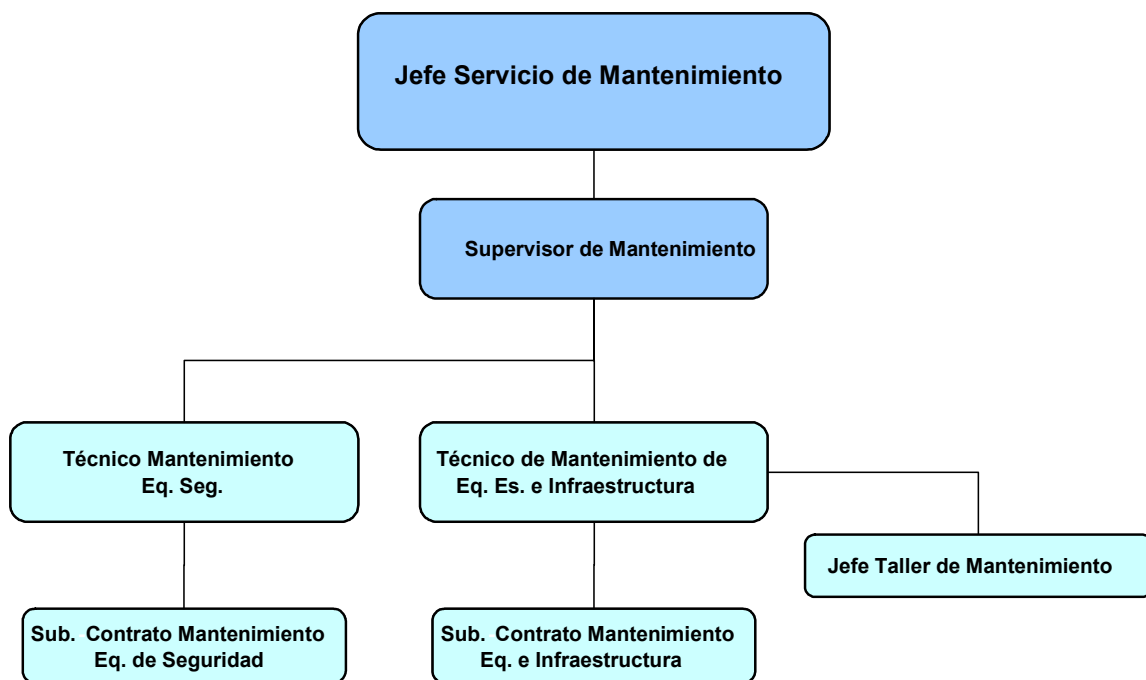 Jefe Servicio de Mantenimiento
Supervisor de Mantenimiento
Técnico Mantenimiento
Eq. Seg.
Técnico de Mantenimiento de
Eq. Es. e Infraestructura
Jefe Taller de Mantenimiento
Sub. Contrato Mantenimiento
Eq. de Seguridad
Sub. Contrato Mantenimiento
Eq. e Infraestructura